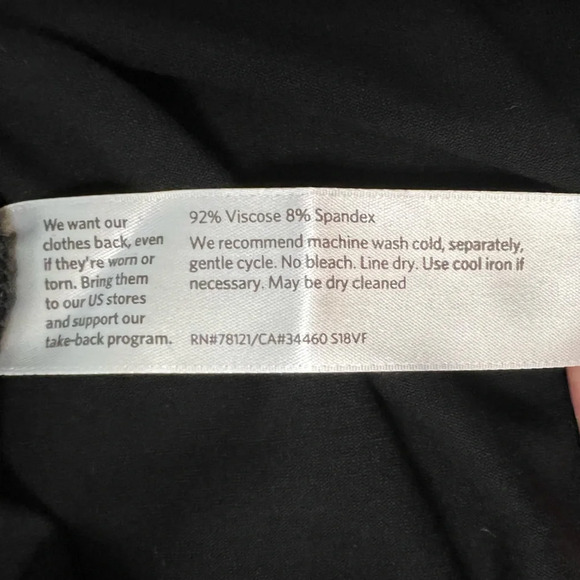 We want our
clothes back, even
if they're worn or
torn. Bring them
to our US stores
and support our
take-back program.
92% Viscose 8% Spandex
We recommend machine wash cold, separately,
gentle cycle. No bleach. Line dry. Use cool iron if
necessary. May be dry cleaned
RN#78121/CA#34460 S18VF